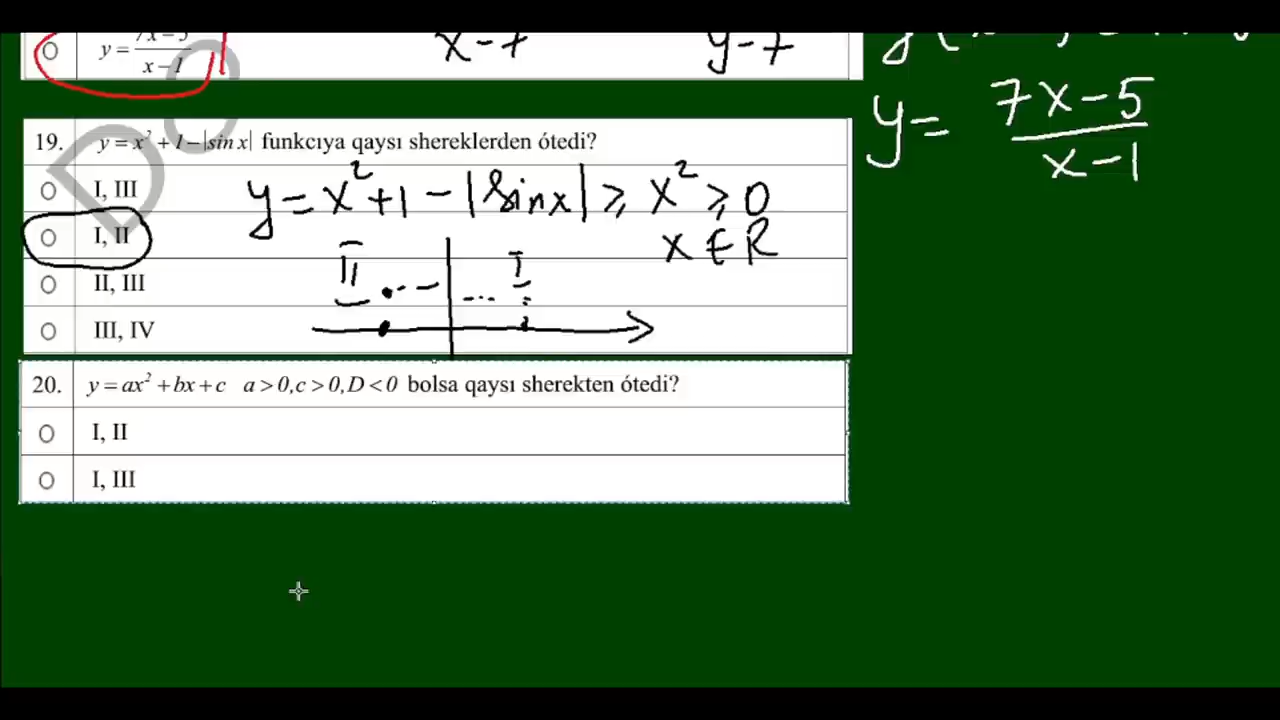 y = 7x−5 / x−1
x−7
y−7
y = 7x−5 / x−1
19. y = x² + 1 − |sin x| funkcıya qaysı shereklerden ótedi?
I, III
I, II
II, III
III, IV
y = x² + 1 − |sinx| ⩾ x² ⩾ 0
x ∈ R
II I
20. y = ax² + bx + c a > 0, c > 0, D < 0 bolsa qaysı sherekten ótedi?
I, II
I, III